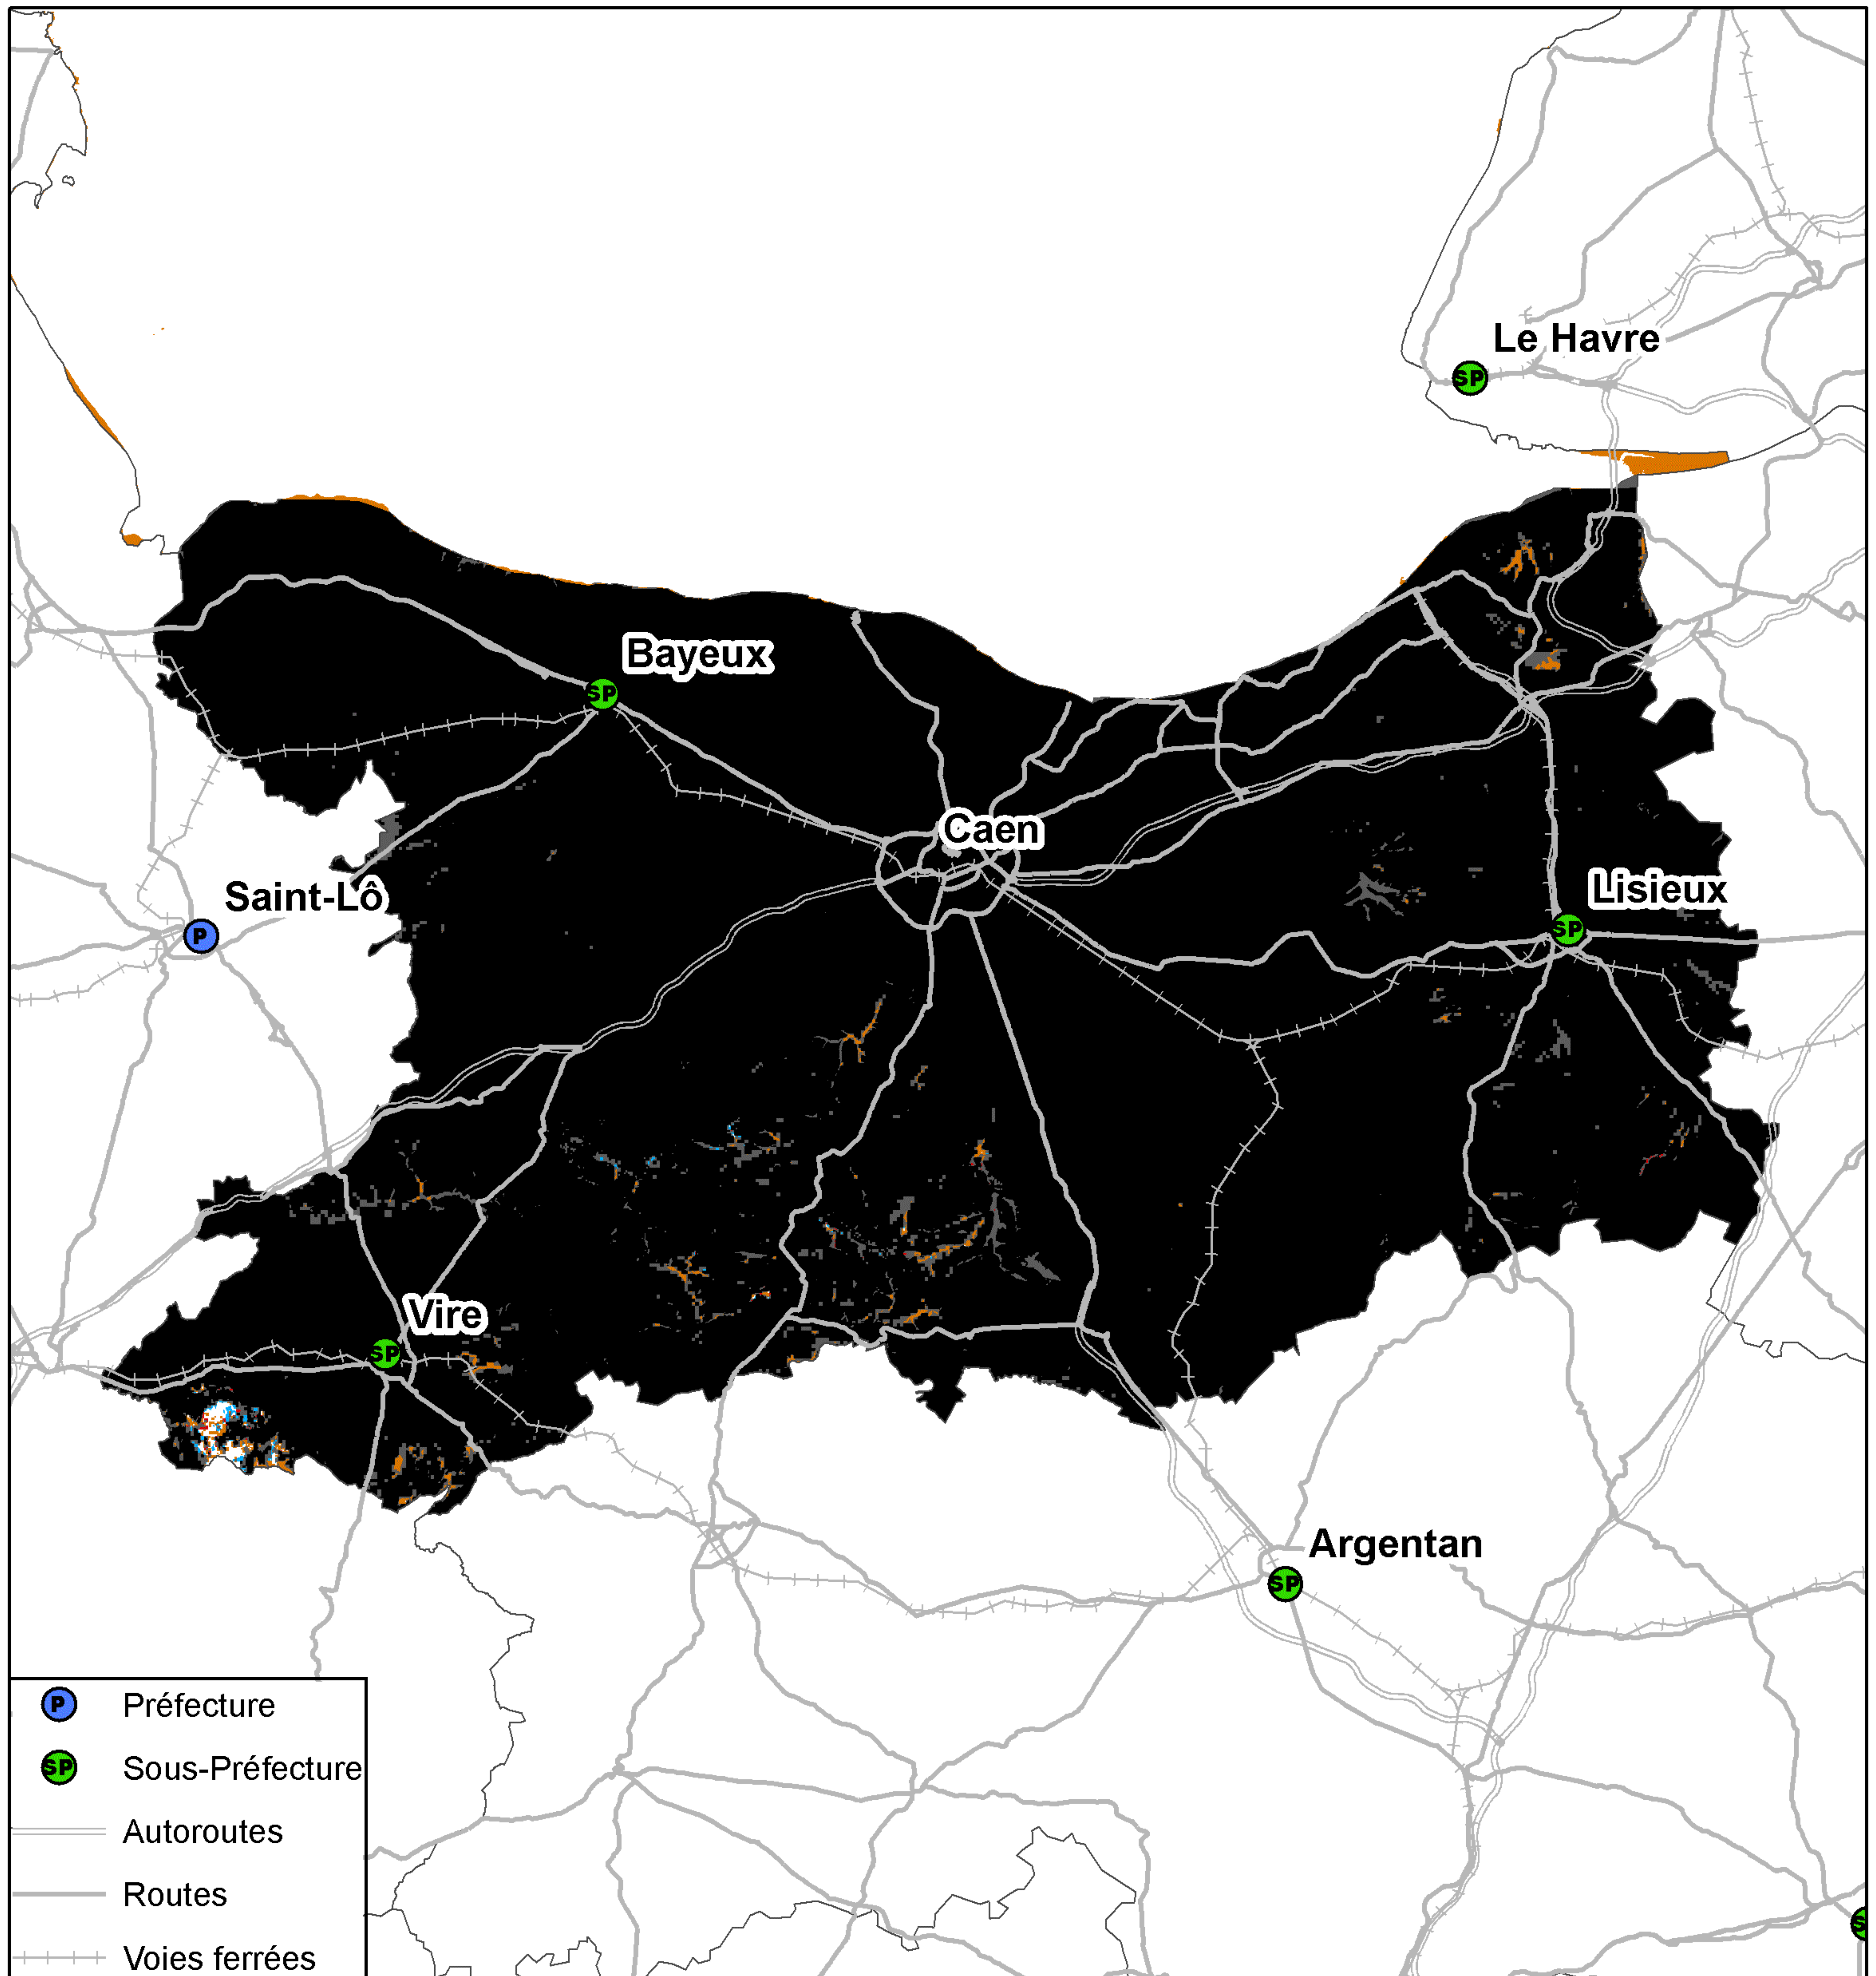 Le Havre
SP
Bayeux
SP
Caen
Lisieux
SP
Saint-Lô
P
Vire
SP
Argentan
SP
P Préfecture
SP Sous-Préfecture
Autoroutes
Routes
Voies ferrées